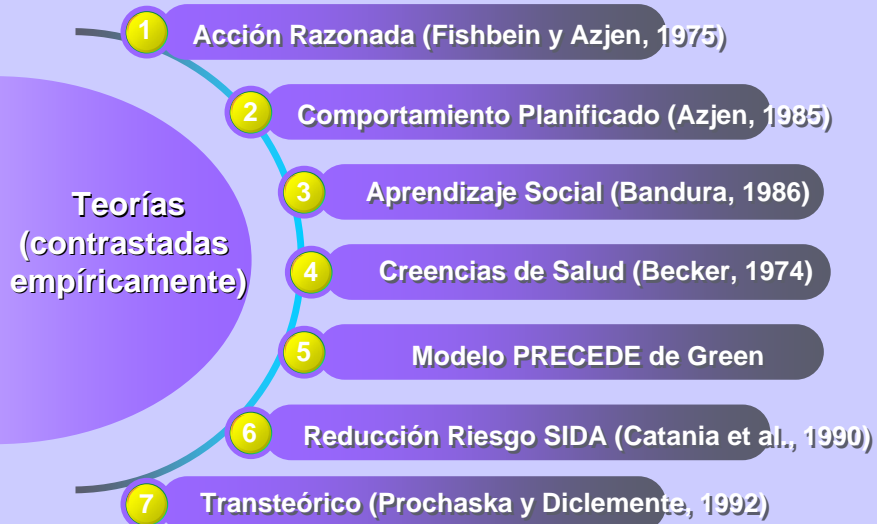 Teorías
(contrastadas
empíricamente)
1 Acción Razonada (Fishbein y Azjen, 1975)
2 Comportamiento Planificado (Azjen, 1985)
3 Aprendizaje Social (Bandura, 1986)
4 Creencias de Salud (Becker, 1974)
5 Modelo PRECEDE de Green
6 Reducción Riesgo SIDA (Catania et al., 1990)
7 Transteórico (Prochaska y Diclemente, 1992)